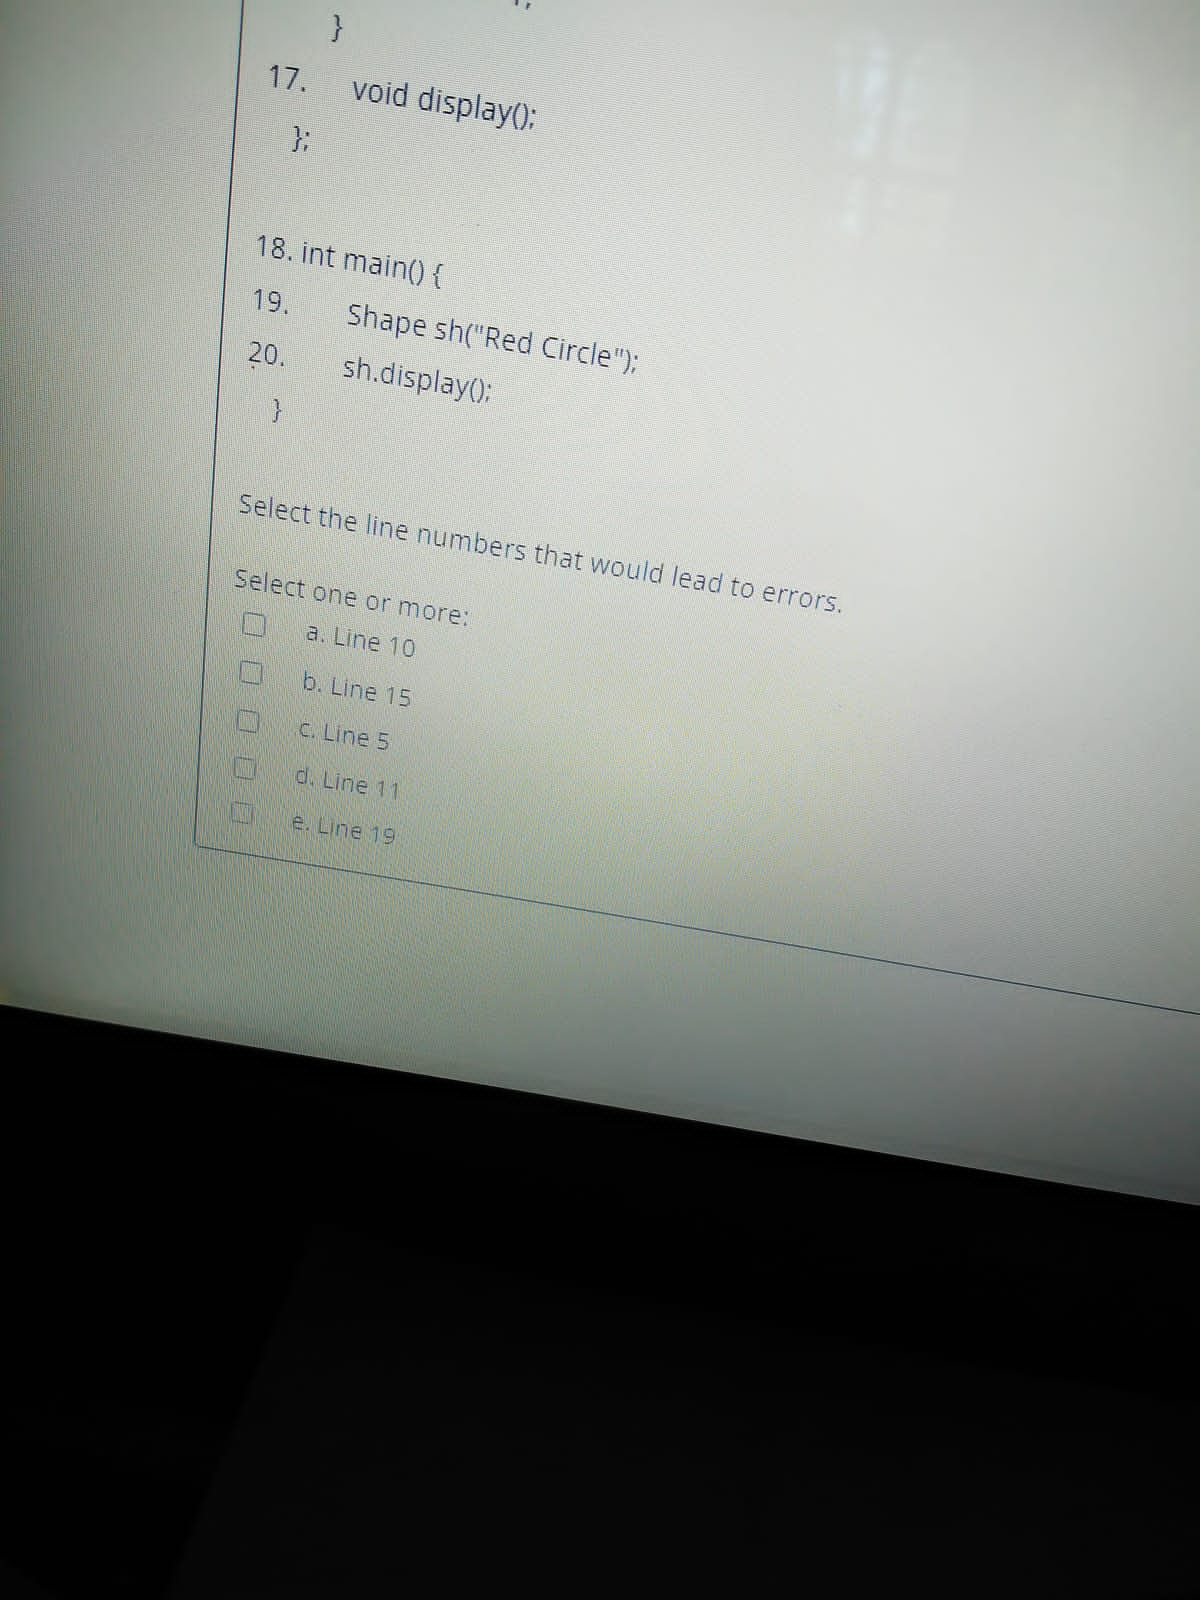 }
17. void display();
};
18. int main() {
19. Shape sh("Red Circle");
20. sh.display();
}
Select the line numbers that would lead to errors.
Select one or more:
a. Line 10
b. Line 15
c. Line 5
d. Line 11
e. Line 19